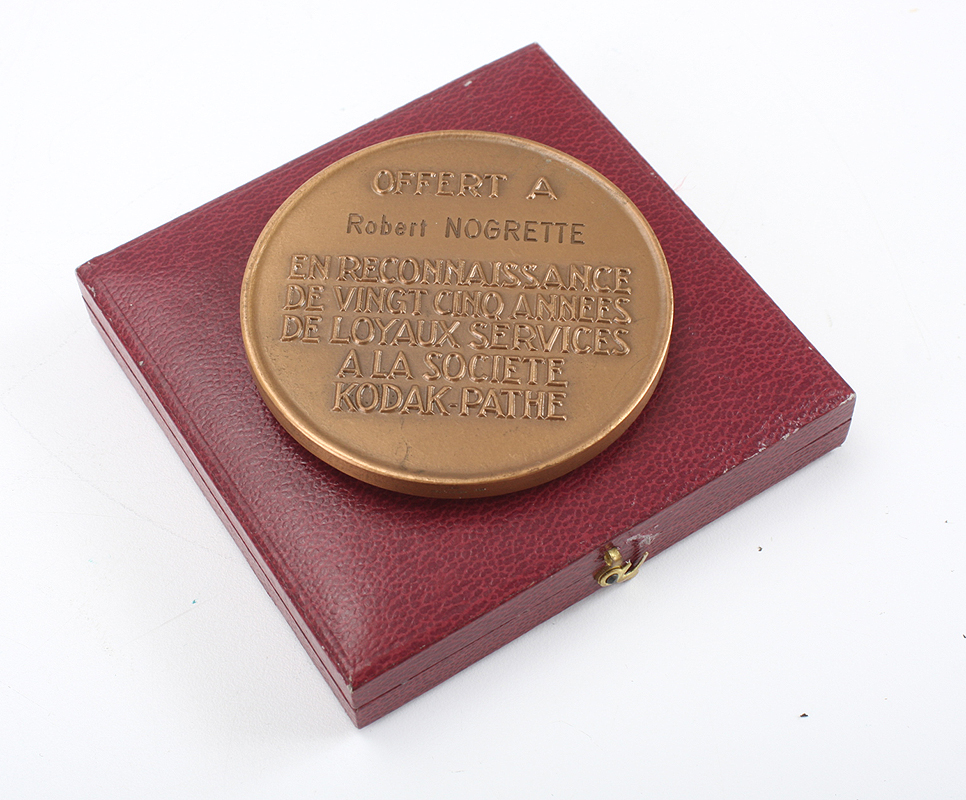 OFFERT A
Robert NOGRETTE
EN RECONNAISSANCE
DE VINGT CINQ ANNEES
DE LOYAUX SERVICES
A LA SOCIETE
KODAK-PATHE